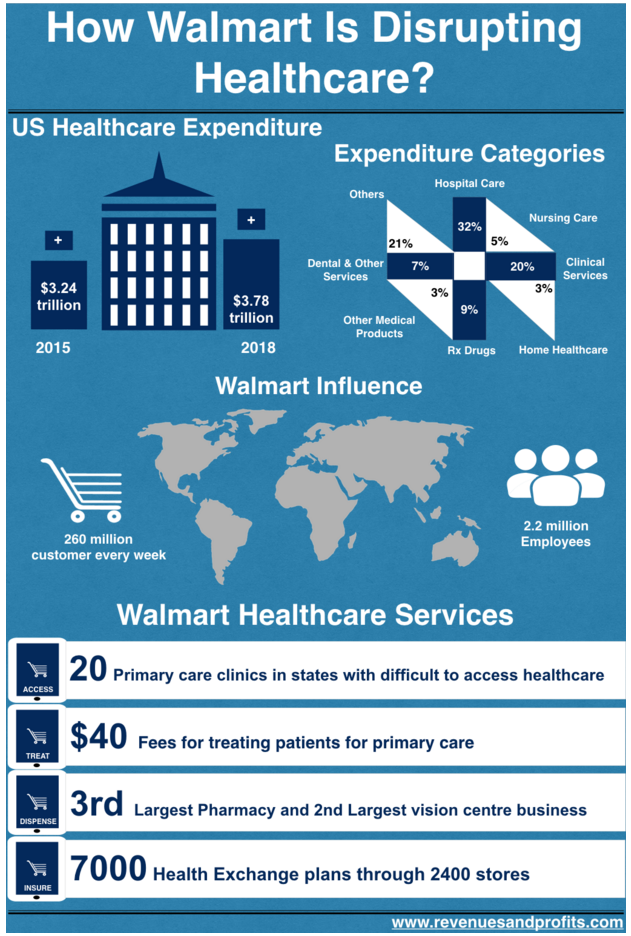 How Walmart Is Disrupting
Healthcare?
US Healthcare Expenditure
+
$3.24
trillion
2015
+
$3.78
trillion
2018
Expenditure Categories
Others
21%
Hospital Care
32%
Nursing Care
5%
Dental & Other
Services
7%
20%
Clinical
Services
3%
Other Medical
Products
9%
Rx Drugs
3%
Home Healthcare
Walmart Influence
260 million
customer every week
2.2 million
Employees
Walmart Healthcare Services
ACCESS
20 Primary care clinics in states with difficult to access healthcare
TREAT
$40 Fees for treating patients for primary care
DISPENSE
3rd Largest Pharmacy and 2nd Largest vision centre business
INSURE
7000 Health Exchange plans through 2400 stores
www.revenuesandprofits.com